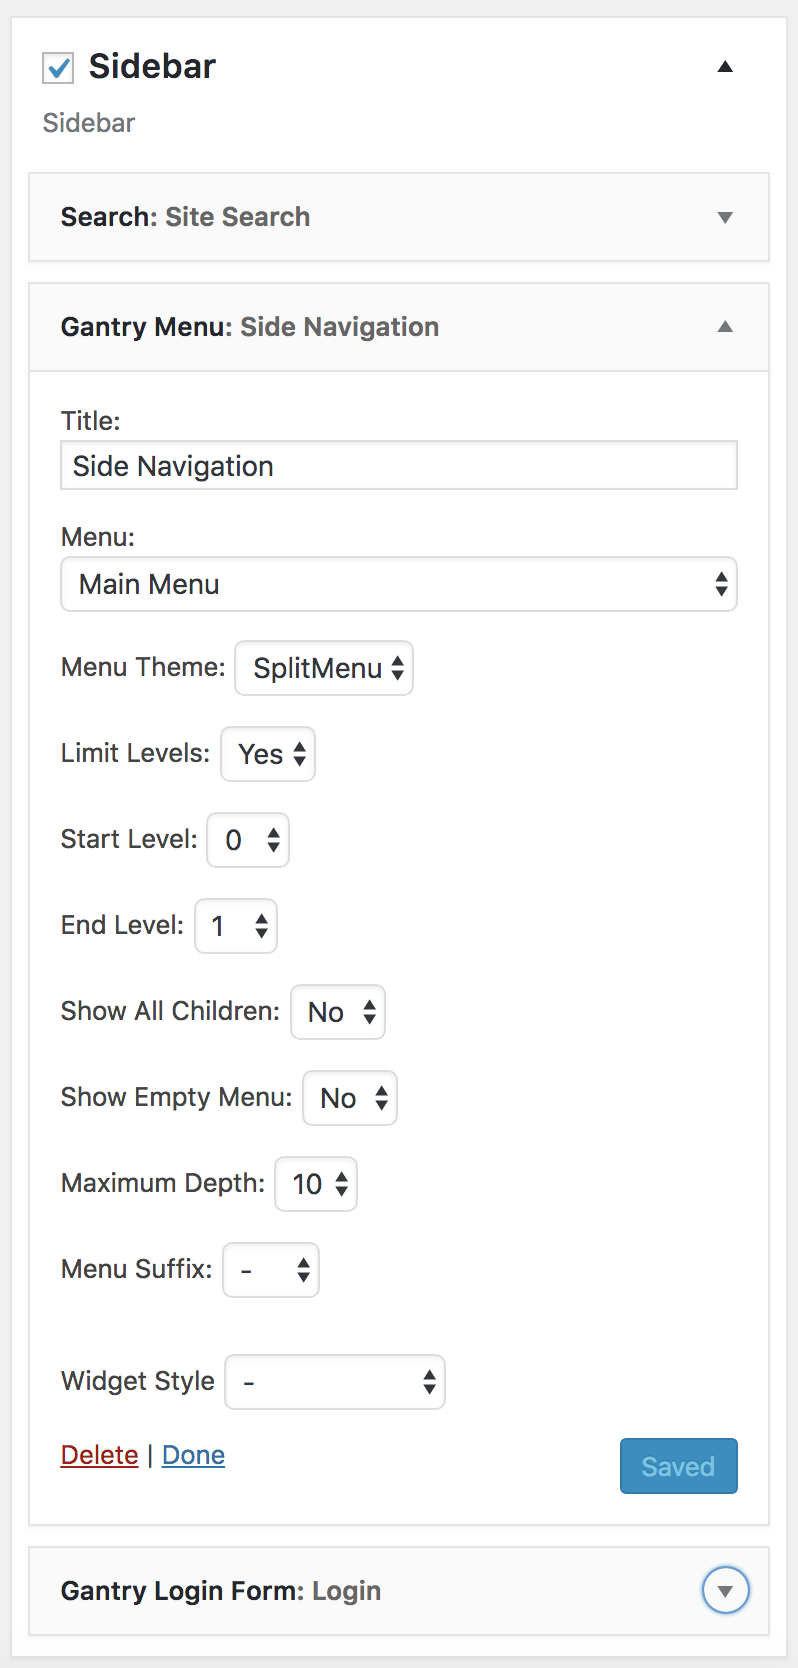 Sidebar
Sidebar
Search: Site Search
Gantry Menu: Side Navigation
Title:
Side Navigation
Menu:
Main Menu
Menu Theme: SplitMenu
Limit Levels: Yes
Start Level: 0
End Level: 1
Show All Children: No
Show Empty Menu: No
Maximum Depth: 10
Menu Suffix: -
Widget Style -
Delete | Done Saved
Gantry Login Form: Login